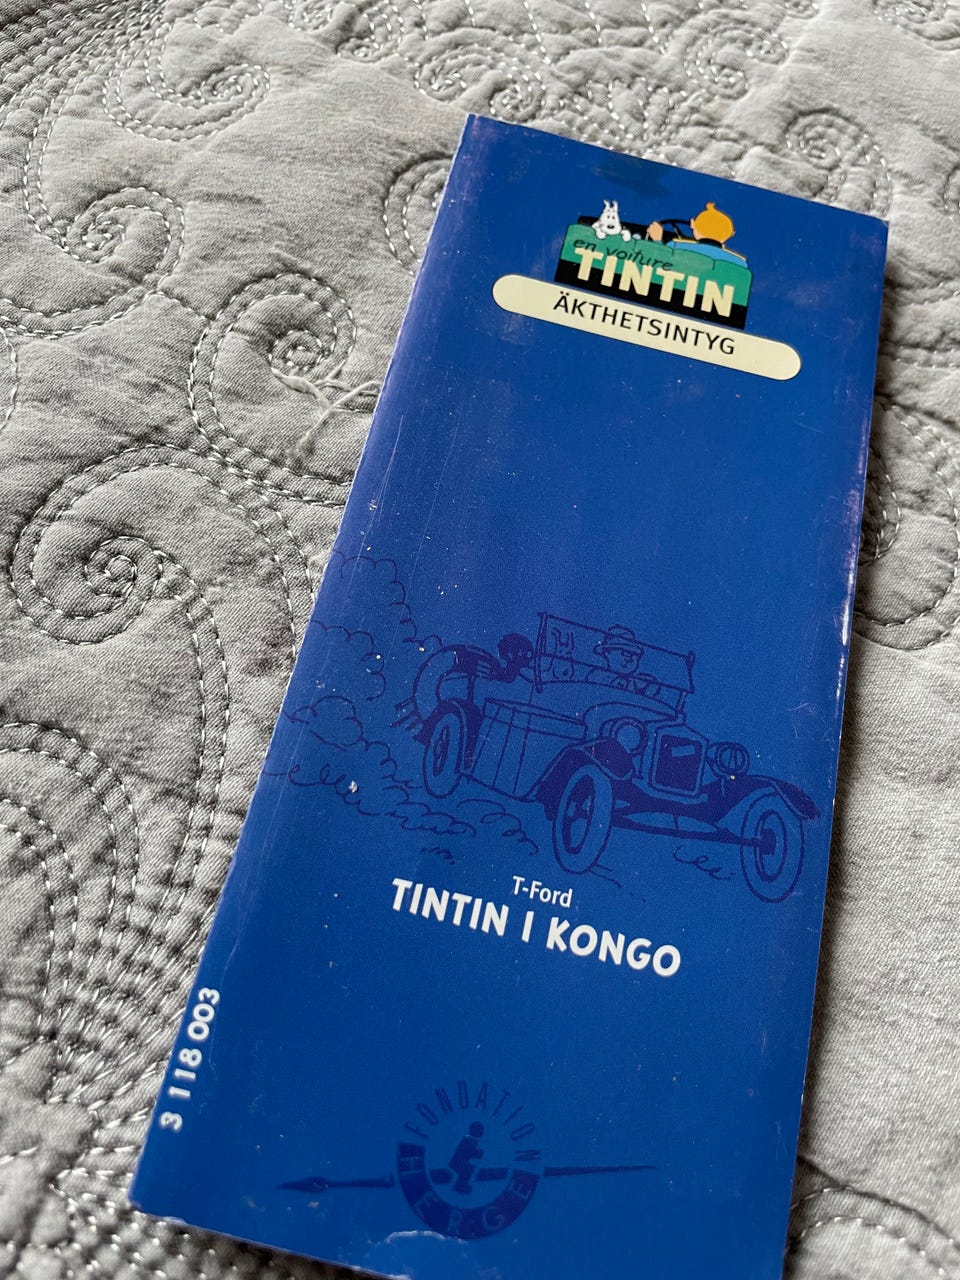 en voiture
TINTIN
ÄKTHETSINTYG
T-Ford
TINTIN I KONGO
3 118 003
FONDATION
HERGE